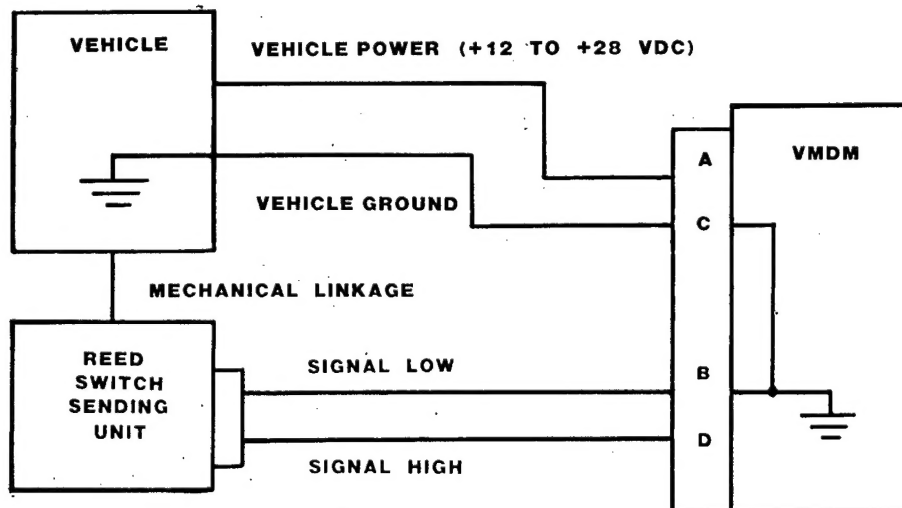 VEHICLE
VEHICLE POWER (+12 TO +28 VDC)
A
VMDM
VEHICLE GROUND
C
MECHANICAL LINKAGE
REED
SWITCH
SENDING
UNIT
SIGNAL LOW
B
D
SIGNAL HIGH